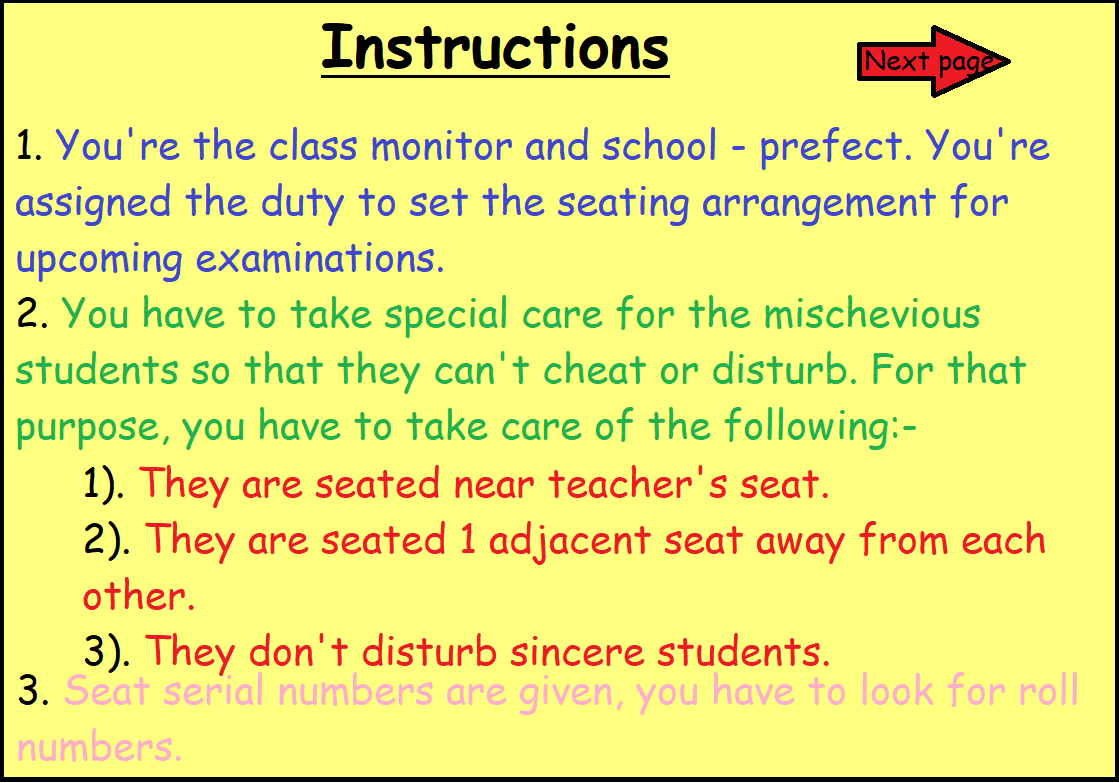 Instructions
Next page
1. You're the class monitor and school - prefect. You're
assigned the duty to set the seating arrangement for
upcoming examinations.
2. You have to take special care for the mischevious
students so that they can't cheat or disturb. For that
purpose, you have to take care of the following:-
1). They are seated near teacher's seat.
2). They are seated 1 adjacent seat away from each
other.
3). They don't disturb sincere students.
3. Seat serial numbers are given, you have to look for roll
numbers.